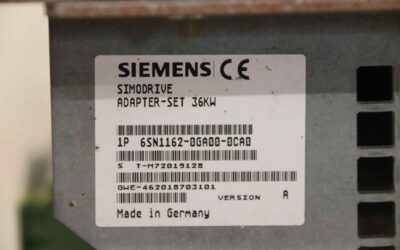 SIEMENS CE
SIMODRIVE
ADAPTER-SET 36KW
1P 6SN1162-0GA00-0CA0
S T-M72019128
GWE-462018703101
VERSION A
Made in Germany